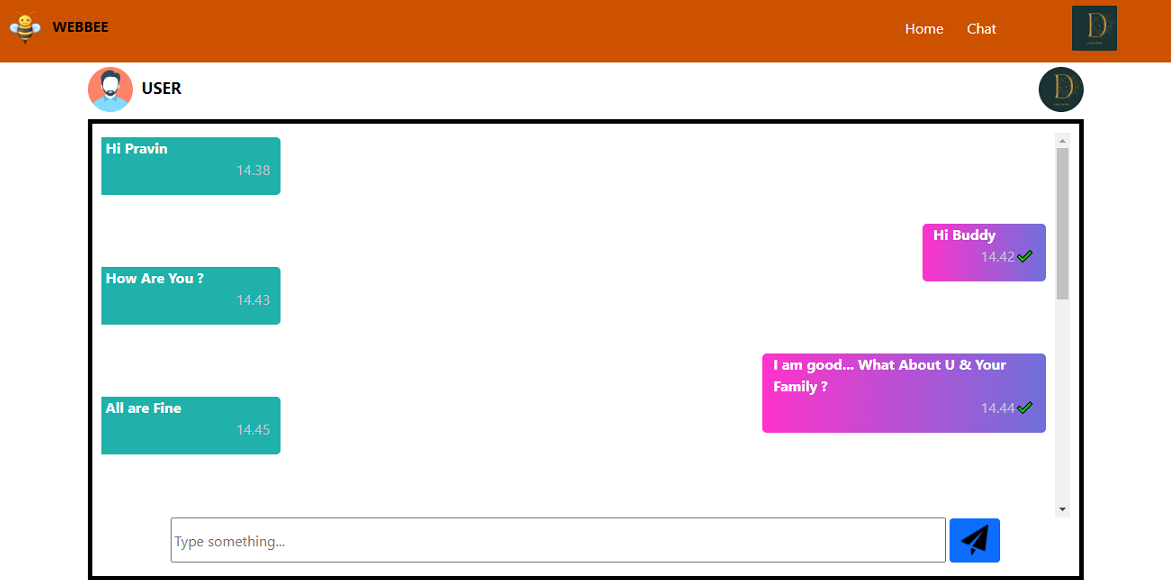 WEBBEE
Home
Chat
D
USER
D
Hi Pravin
14.38
Hi Buddy
14.42
How Are You ?
14.43
I am good... What About U & Your
Family ?
14.44
All are Fine
14.45
Type something...